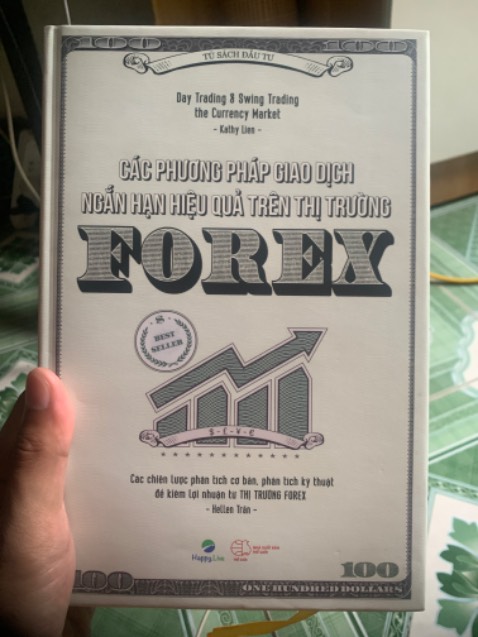 100
100
TỦ SÁCH ĐẦU TƯ
Day Trading & Swing Trading
the Currency Market
- Kathy Lien -
CÁC PHƯƠNG PHÁP GIAO DỊCH
NGẮN HẠN HIỆU QUẢ TRÊN THỊ TRƯỜNG
FOREX
BEST
SELLER
S - L - V - C
Các chiến lược phân tích cơ bản, phân tích kỹ thuật
để kiếm lợi nhuận từ THỊ TRƯỜNG FOREX
- Hellen Trần -
Happy.Live
100
100
ONE HUNDRED DOLLARS